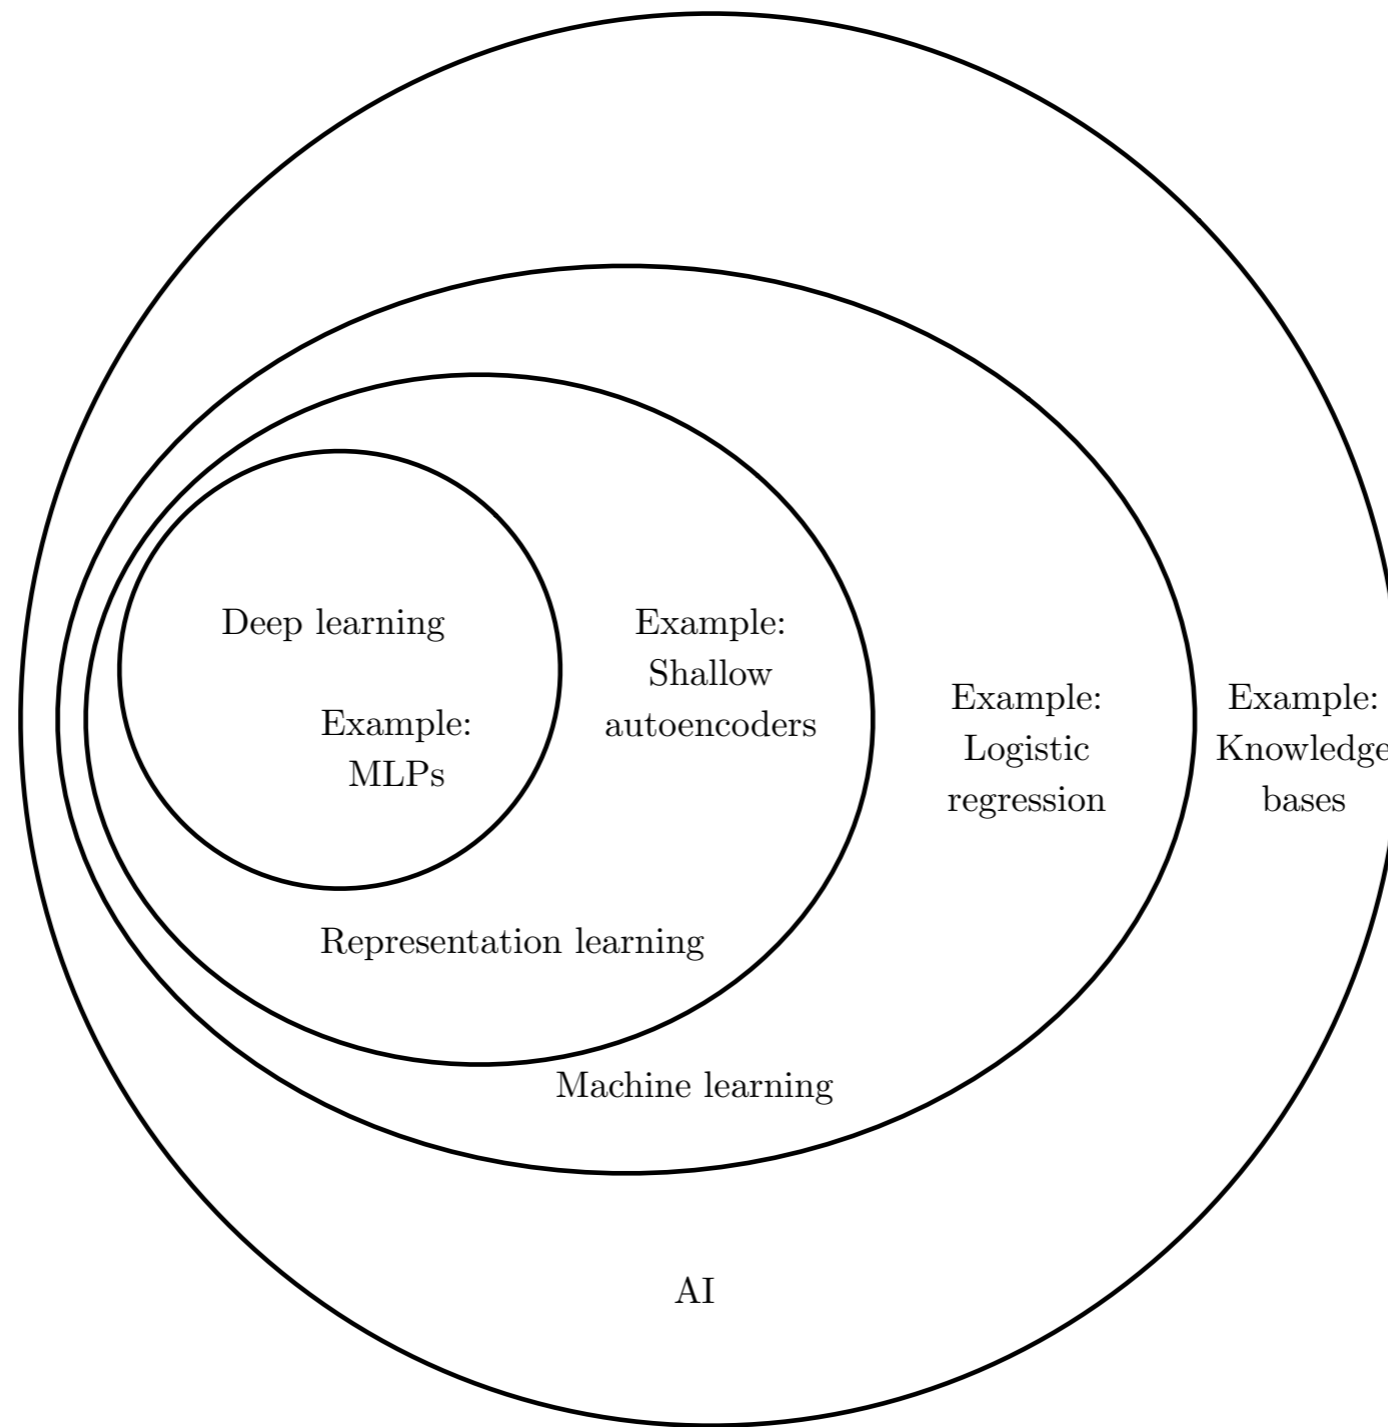 Deep learning
Example:
MLPs
Example:
Shallow
autoencoders
Example:
Logistic
regression
Example:
Knowledge
bases
Representation learning
Machine learning
AI